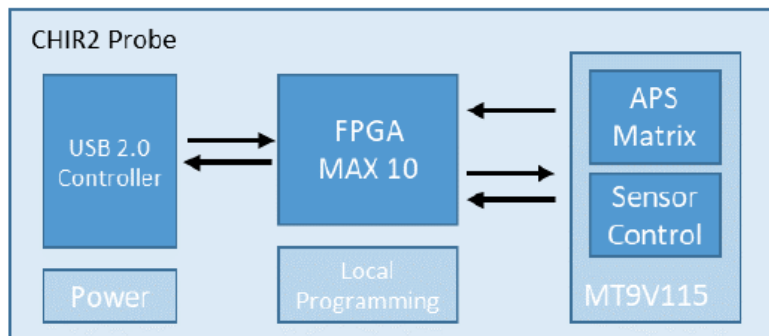 CHIR2 Probe
USB 2.0
Controller
FPGA
MAX 10
APS
Matrix
Sensor
Control
Power
Local
Programming
MT9V115